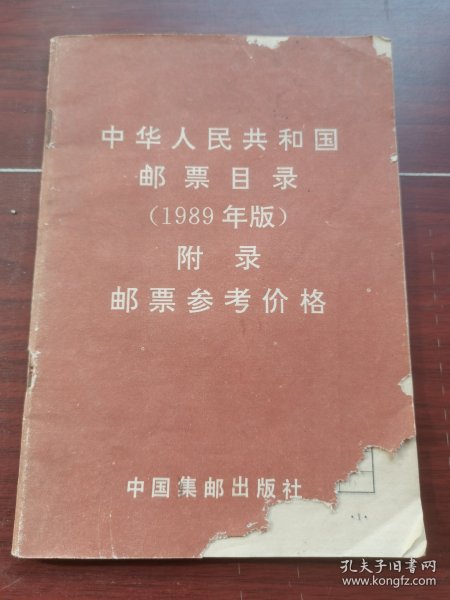 中华人民共和国
邮票目录
(1989年版)
附录
邮票参考价格
中国集邮出版社
·1·
孔夫子旧书网
www.kongfz.com